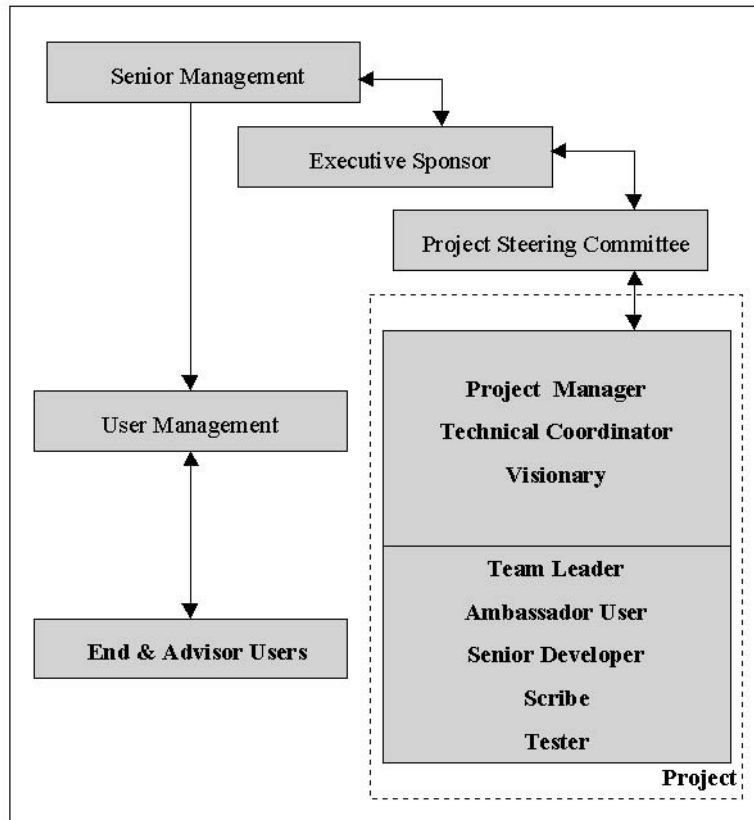 Senior Management
Executive Sponsor
Project Steering Committee
Project Manager
Technical Coordinator
Visionary
User Management
Team Leader
Ambassador User
Senior Developer
Scribe
Tester
End & Advisor Users
Project